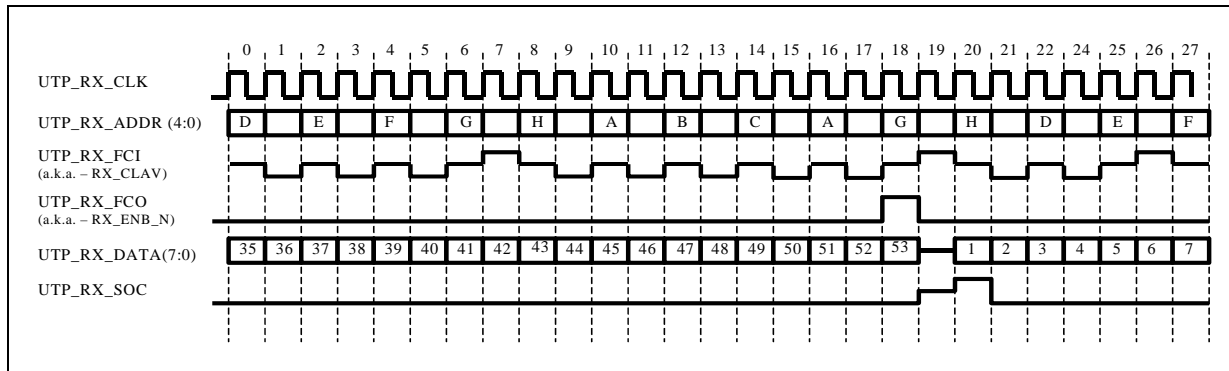 0 1 2 3 4 5 6 7 8 9 10 11 12 13 14 15 16 17 18 19 20 21 22 24 25 26 27
UTP_RX_CLK
UTP_RX_ADDR (4:0) D E F G H A B C A G H D E F
UTP_RX_FCI
(a.k.a. – RX_CLAV)
UTP_RX_FCO
(a.k.a. – RX_ENB_N)
UTP_RX_DATA(7:0) 35 36 37 38 39 40 41 42 43 44 45 46 47 48 49 50 51 52 53 1 2 3 4 5 6 7
UTP_RX_SOC